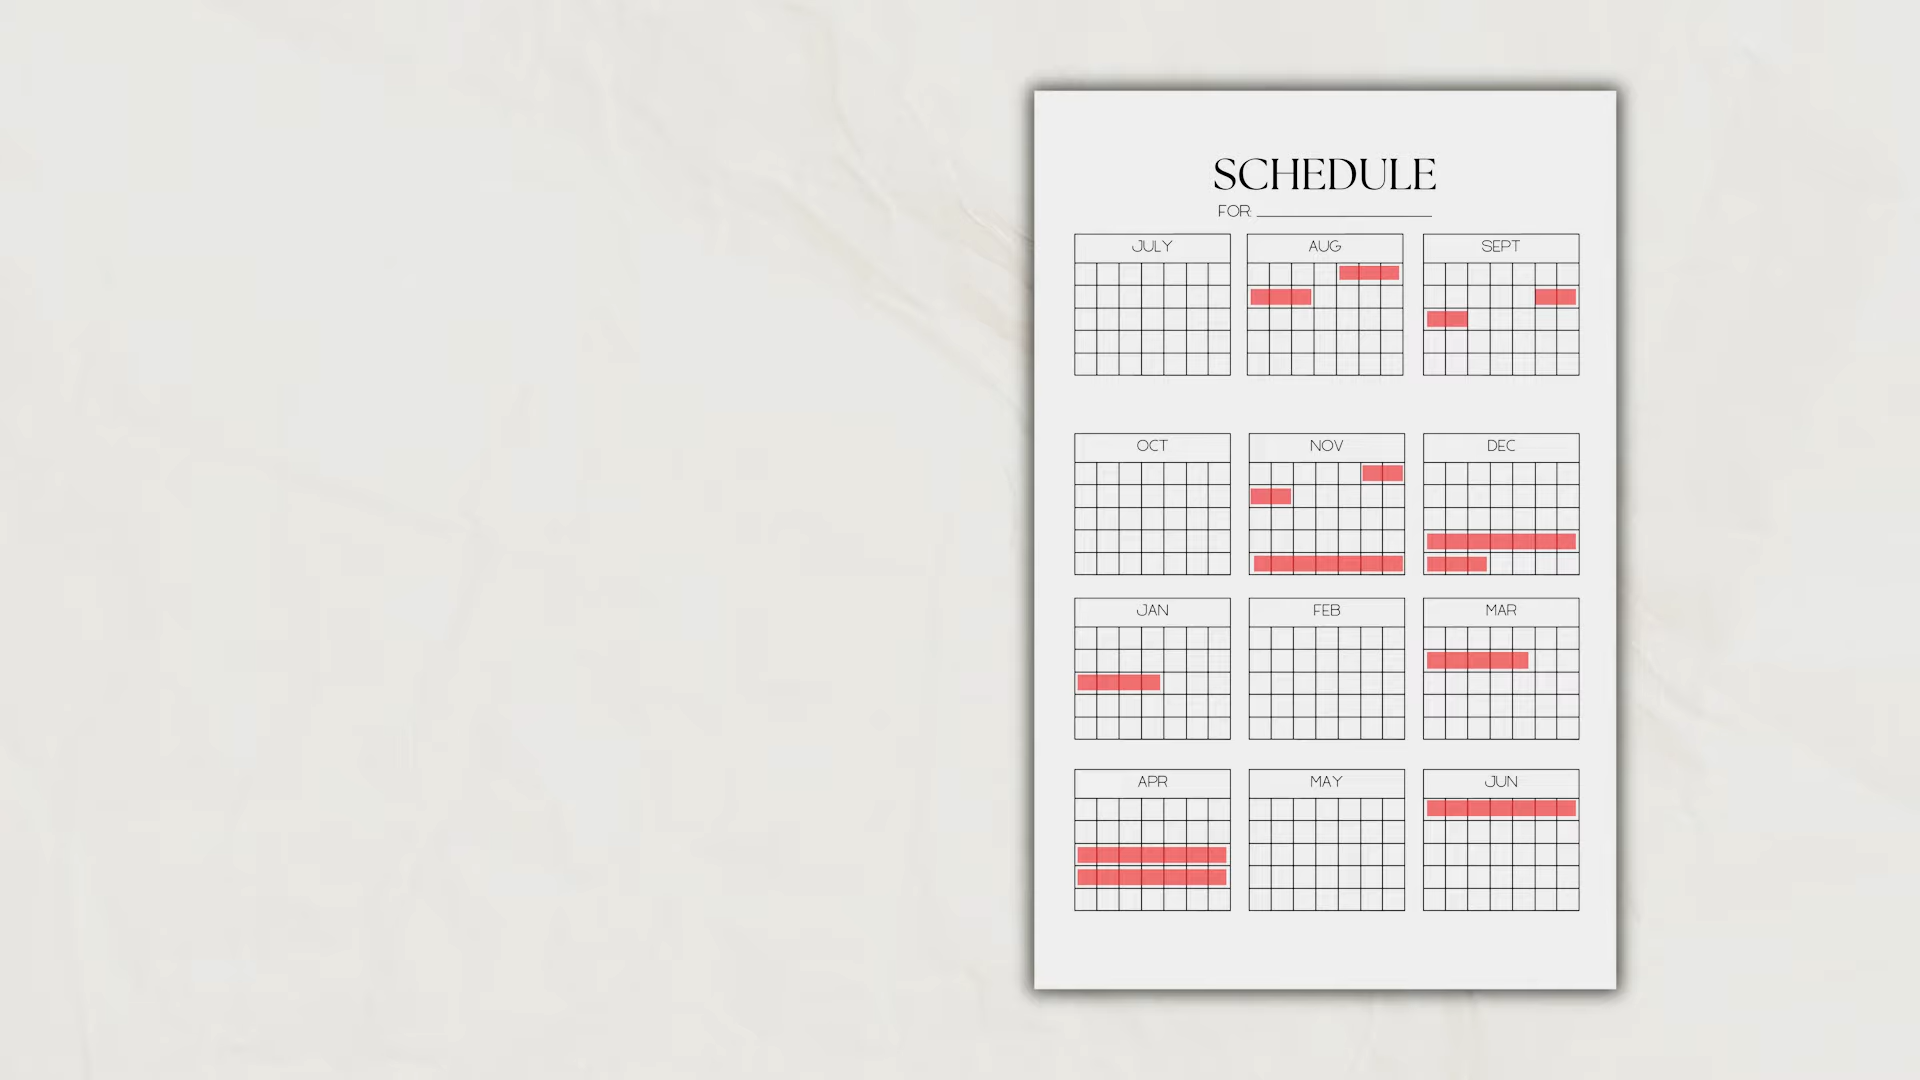 SCHEDULE
FOR:
JULY
AUG
SEPT
OCT
NOV
DEC
JAN
FEB
MAR
APR
MAY
JUN